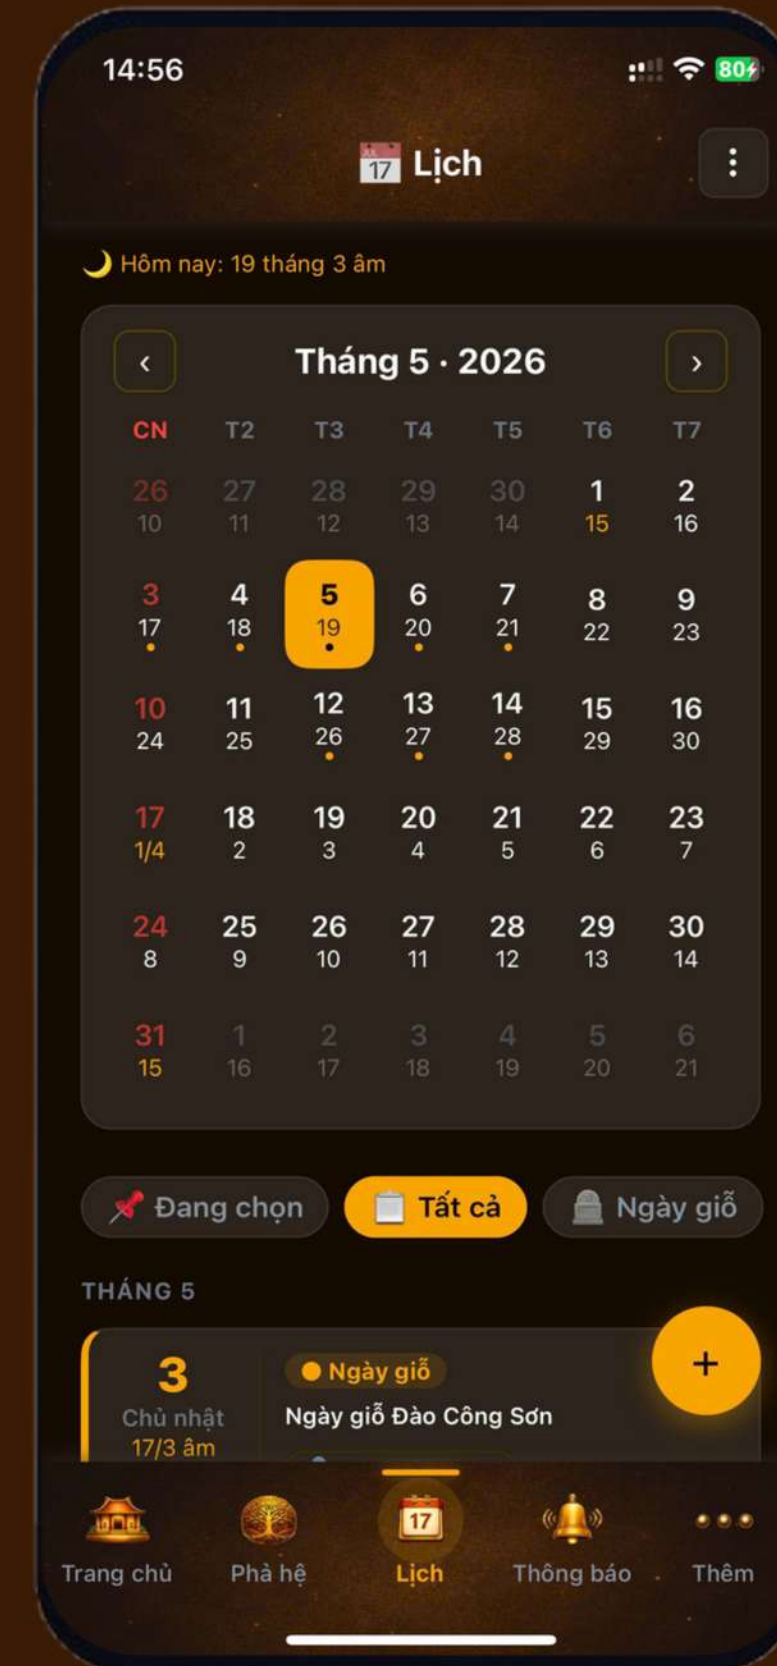 14:56
80
JUL
17
Lịch
Hôm nay: 19 tháng 3 âm
‹ Tháng 5 · 2026 ›
CN T2 T3 T4 T5 T6 T7
26 27 28 29 30 1 2
10 11 12 13 14 15 16
3 4 5 6 7 8 9
17 18 19 20 21 22 23
10 11 12 13 14 15 16
24 25 26 27 28 29 30
17 18 19 20 21 22 23
1/4 2 3 4 5 6 7
24 25 26 27 28 29 30
8 9 10 11 12 13 14
31 1 2 3 4 5 6
15 16 17 18 19 20 21
Đang chọn Tất cả Ngày giỗ
THÁNG 5
+
3
Chủ nhật
17/3 âm
Ngày giỗ
Ngày giỗ Đào Công Sơn
17
Trang chủ Phả hệ Lịch Thông báo Thêm